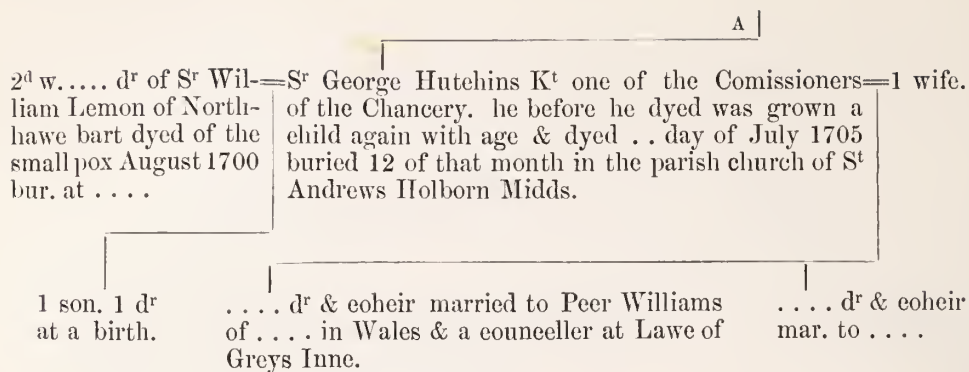 A
2ᵈ w..... dʳ of Sʳ Wil-
liam Lemon of North-
hawe bart dyed of the
small pox August 1700
bur. at . . . .
=Sʳ George Hutchins Kᵗ one of the Comissioners=
of the Chancery. he before he dyed was grown a
child again with age & dyed . . day of July 1705
buried 12 of that month in the parish church of Sᵗ
Andrews Holborn Midds.
1 wife.
1 son. 1 dʳ
at a birth.
. . . . dʳ & coheir married to Peer Williams
of . . . . in Wales & a counceller at Lawe of
Greys Inne.
. . . . dʳ & coheir
mar. to . . . .